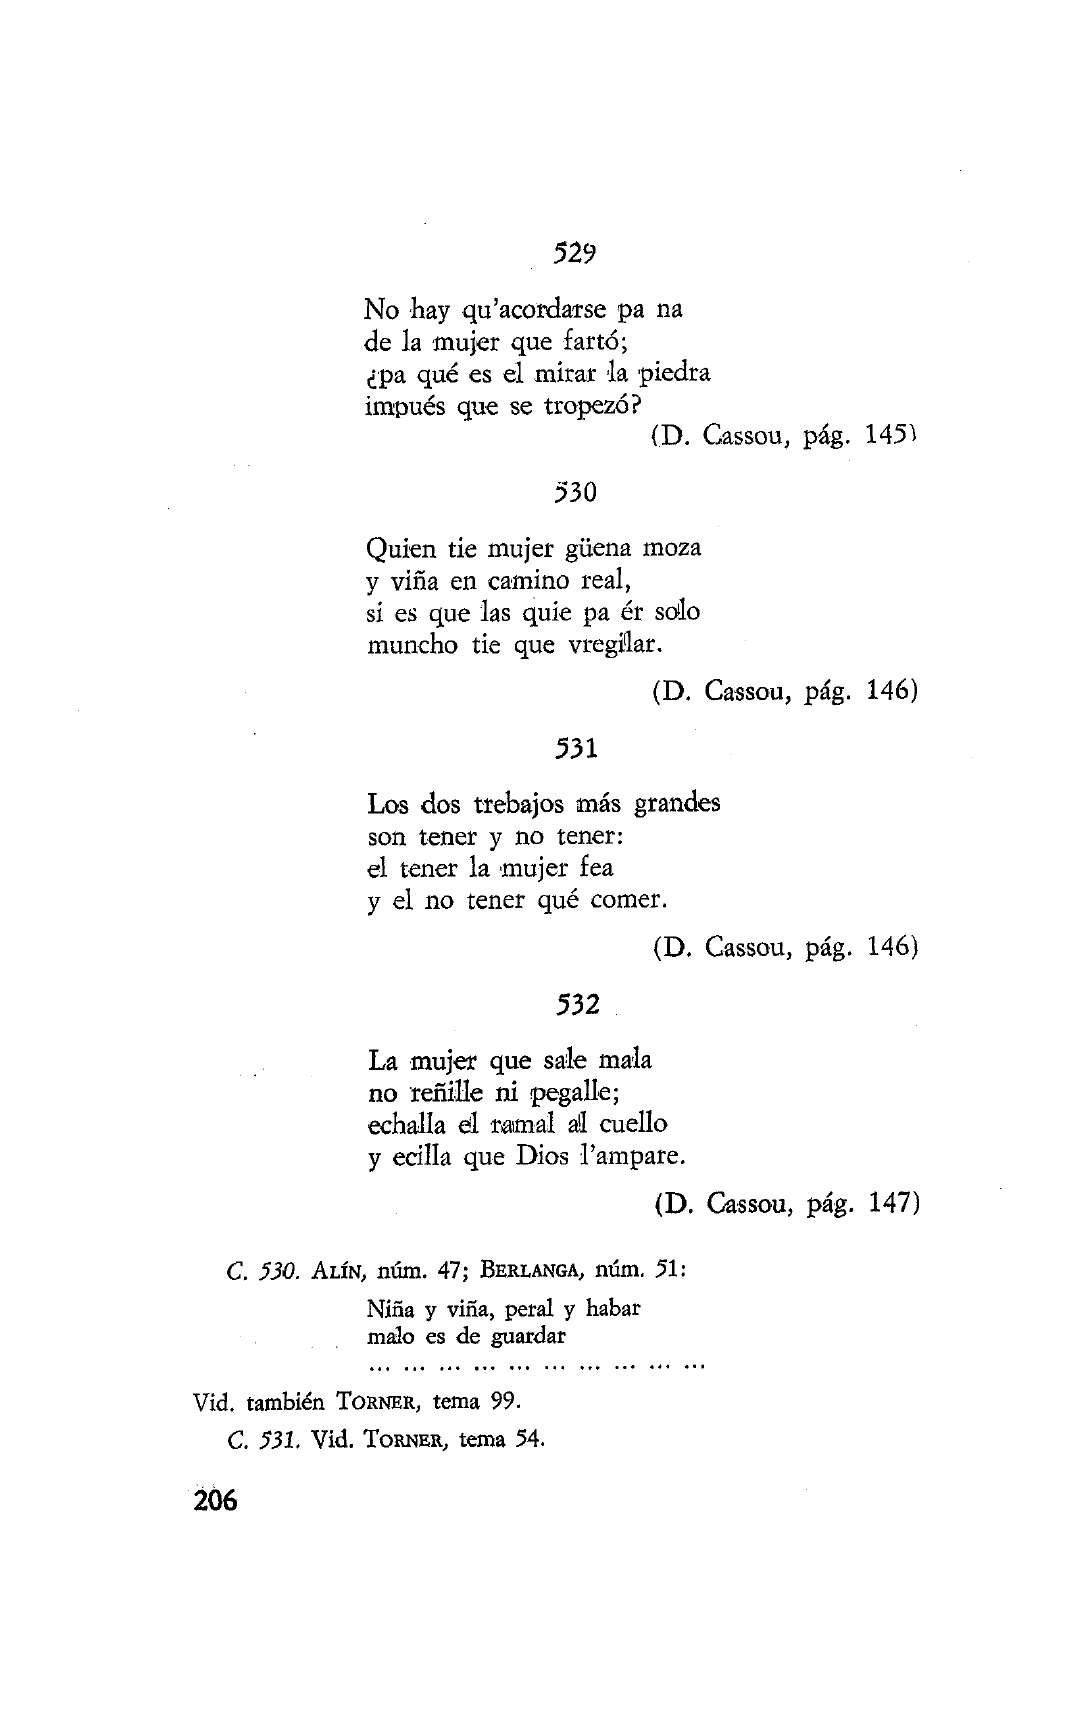 529
No hay qu'acordarse pa na
de la mujer que fartó;
¿pa qué es el mirar la piedra
impués que se tropezó?
(D. Cassou, pág. 145)
530
Quien tie mujer güena moza
y viña en camino real,
si es que las quie pa ér solo
muncho tie que vregilar.
(D. Cassou, pág. 146)
531
Los dos trebajos más grandes
son tener y no tener:
el tener la mujer fea
y el no tener qué comer.
(D. Cassou, pág. 146)
532
La mujer que sale mala
no reñille ni pegalle;
echalla el ramal al cuello
y ecilla que Dios l'ampare.
(D. Cassou, pág. 147)
C. 530. ALÍN, núm. 47; BERLANGA, núm. 51:
Niña y viña, peral y habar
malo es de guardar
... ... ... ... ... ... ... ... ... ...
Vid. también TORNER, tema 99.
C. 531. Vid. TORNER, tema 54.
206